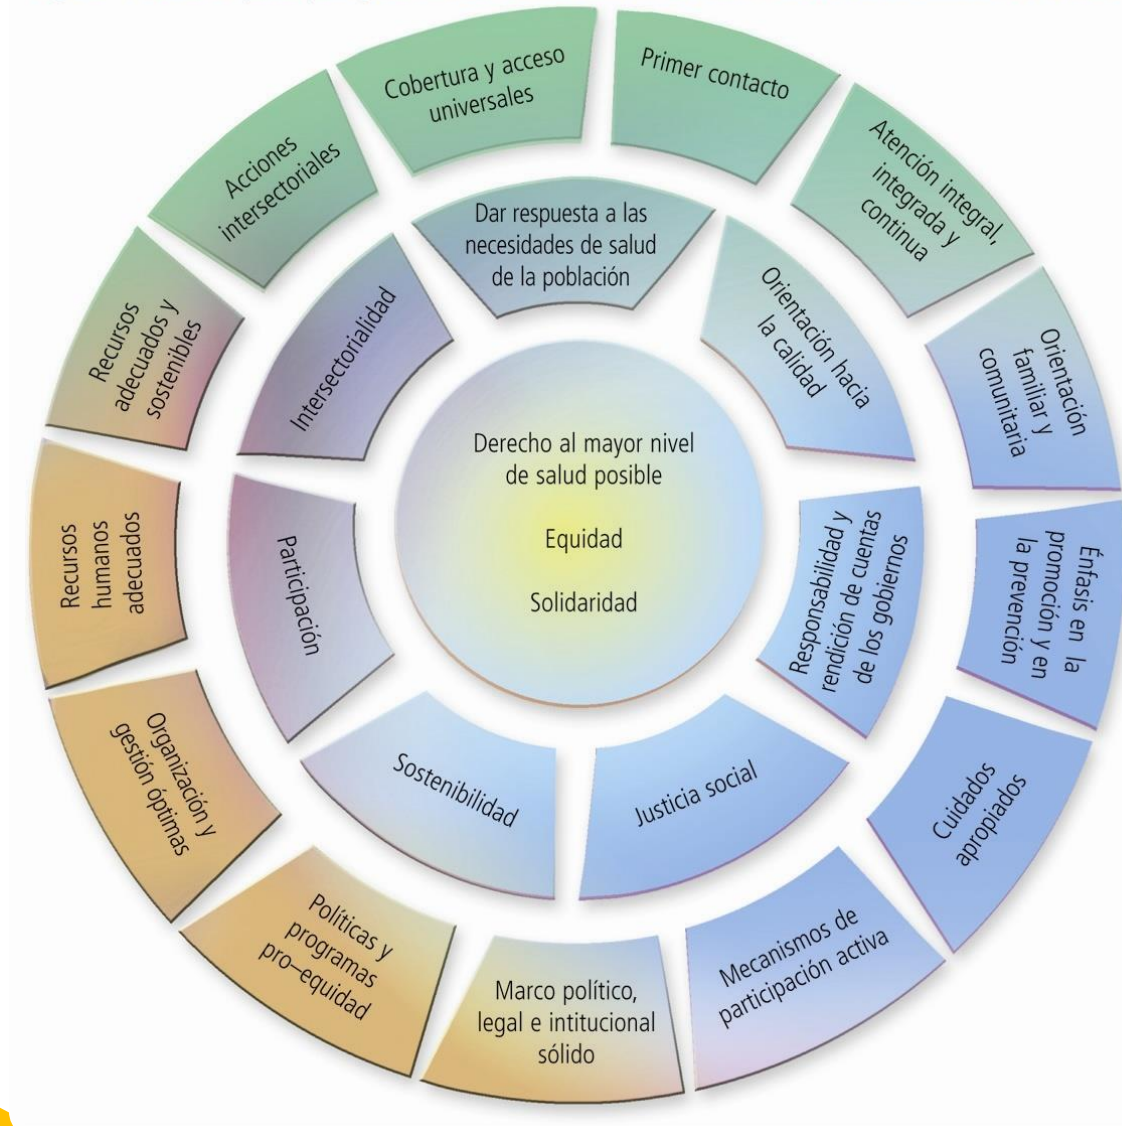 Cobertura y acceso
universales
Primer contacto
Atención integral,
integrada y
continua
Orientación
familiar y
comunitaria
Énfasis en la
promoción y en
la prevención
Cuidados
apropiados
Mecanismos de
participación activa
Marco político,
legal e intitucional
sólido
Políticas y
programas
pro–equidad
Organización y
gestión óptimas
Recursos
humanos
adecuados
Recursos
adecuados y
sostenibles
Acciones
intersectoriales
Dar respuesta a las
necesidades de salud
de la población
Orientación hacia
la calidad
Responsabilidad y
rendición de cuentas
de los gobiernos
Justicia social
Sostenibilidad
Participación
Intersectorialidad
Derecho al mayor nivel
de salud posible
Equidad
Solidaridad